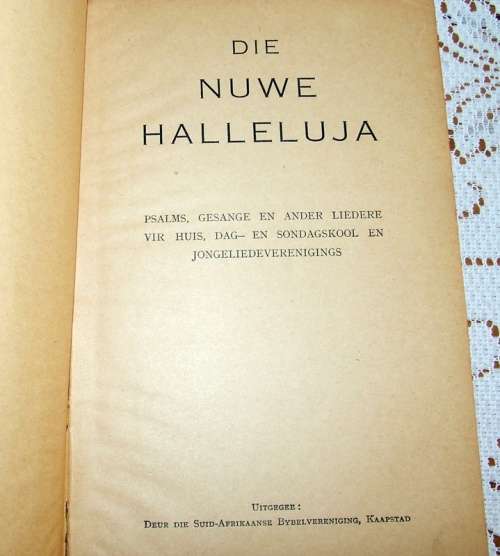 DIE
NUWE
HALLELUJA
PSALMS, GESANGE EN ANDER LIEDERE
VIR HUIS, DAG- EN SONDAGSKOOL EN
JONGELIEDEVERENIGINGS
UITGEGEE:
DEUR DIE SUID-AFRIKAANSE BYBELVERENIGING, KAAPSTAD